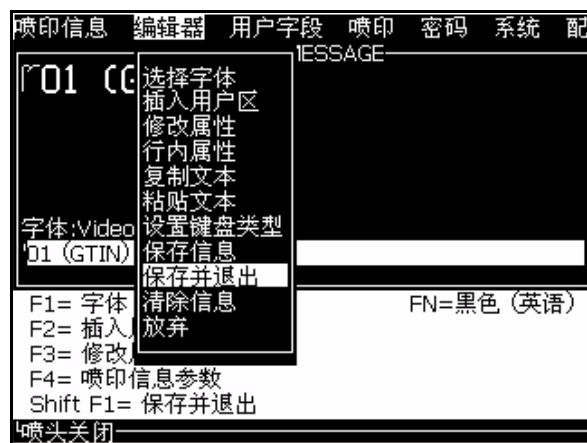 喷印信息 编辑器 用户字段 喷印 密码 系统 配
MESSAGE
01 (G
选择字体
插入用户区
修改属性
行内属性
复制文本
粘贴文本
设置键盘类型
保存信息
保存并退出
清除信息
放弃
字体:Video
01 (GTIN)
F1= 字体
FN=黑色 (英语)
F2= 插入
F3= 修改
F4= 喷印信息参数
Shift F1= 保存并退出
喷头关闭